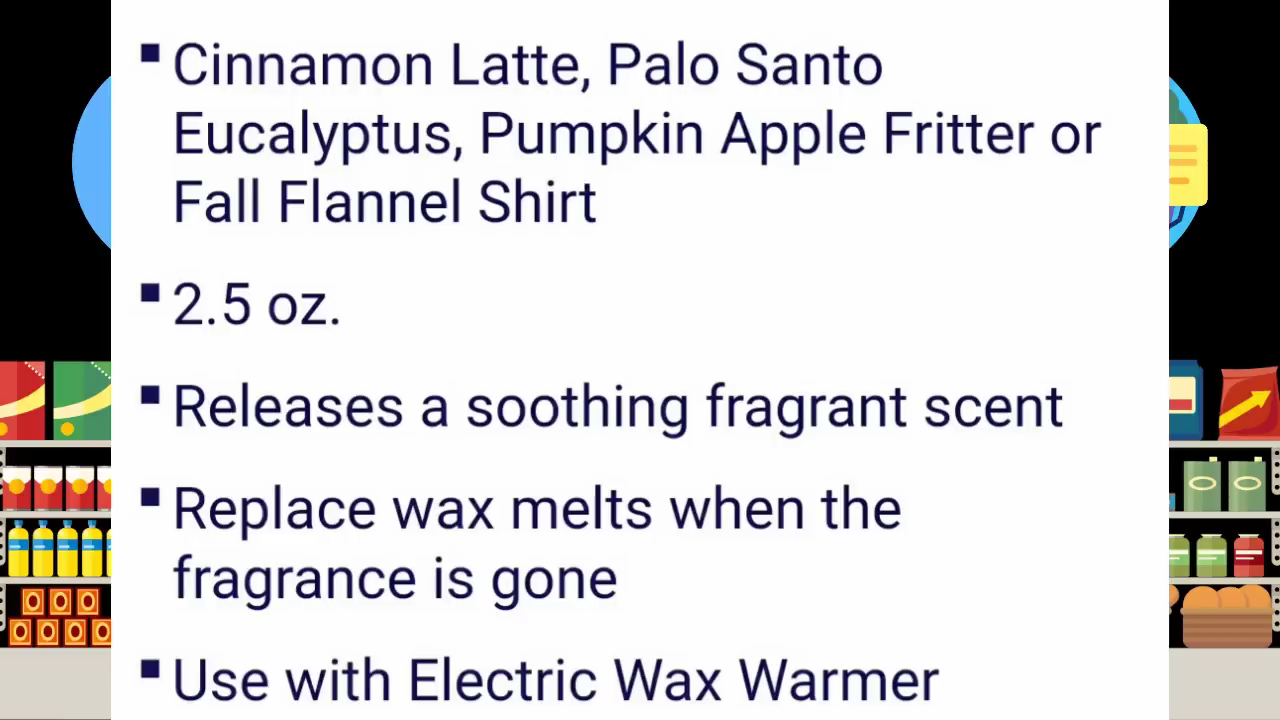 ▪ Cinnamon Latte, Palo Santo
Eucalyptus, Pumpkin Apple Fritter or
Fall Flannel Shirt
▪ 2.5 oz.
▪ Releases a soothing fragrant scent
▪ Replace wax melts when the
fragrance is gone
▪ Use with Electric Wax Warmer